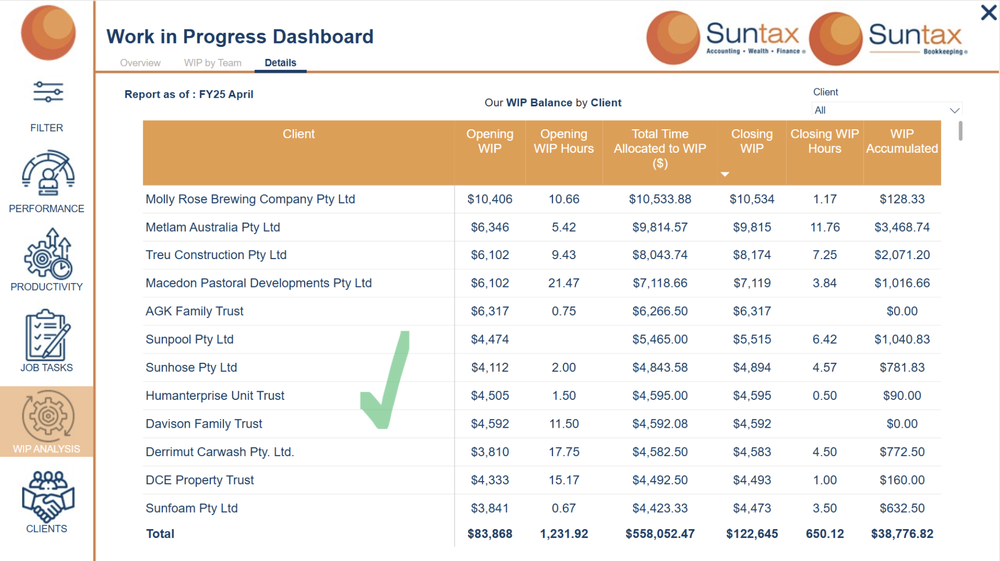 Work in Progress Dashboard
Suntax
Accounting • Wealth • Finance ®
Suntax
Bookkeeping ®
Overview WIP by Team Details
FILTER
PERFORMANCE
PRODUCTIVITY
JOB TASKS
WIP ANALYSIS
CLIENTS
Report as of : FY25 April
Our WIP Balance by Client
Client
All
Client Opening WIP Opening WIP Hours Total Time Allocated to WIP ($) Closing WIP Closing WIP Hours WIP Accumulated
Molly Rose Brewing Company Pty Ltd $10,406 10.66 $10,533.88 $10,534 1.17 $128.33
Metlam Australia Pty Ltd $6,346 5.42 $9,814.57 $9,815 11.76 $3,468.74
Treu Construction Pty Ltd $6,102 9.43 $8,043.74 $8,174 7.25 $2,071.20
Macedon Pastoral Developments Pty Ltd $6,102 21.47 $7,118.66 $7,119 3.84 $1,016.66
AGK Family Trust $6,317 0.75 $6,266.50 $6,317 $0.00
Sunpool Pty Ltd $4,474 $5,465.00 $5,515 6.42 $1,040.83
Sunhose Pty Ltd $4,112 2.00 $4,843.58 $4,894 4.57 $781.83
Humanterprise Unit Trust $4,505 1.50 $4,595.00 $4,595 0.50 $90.00
Davison Family Trust $4,592 11.50 $4,592.08 $4,592 $0.00
Derrimut Carwash Pty. Ltd. $3,810 17.75 $4,582.50 $4,583 4.50 $772.50
DCE Property Trust $4,333 15.17 $4,492.50 $4,493 1.00 $160.00
Sunfoam Pty Ltd $3,841 0.67 $4,423.33 $4,473 3.50 $632.50
Total $83,868 1,231.92 $558,052.47 $122,645 650.12 $38,776.82